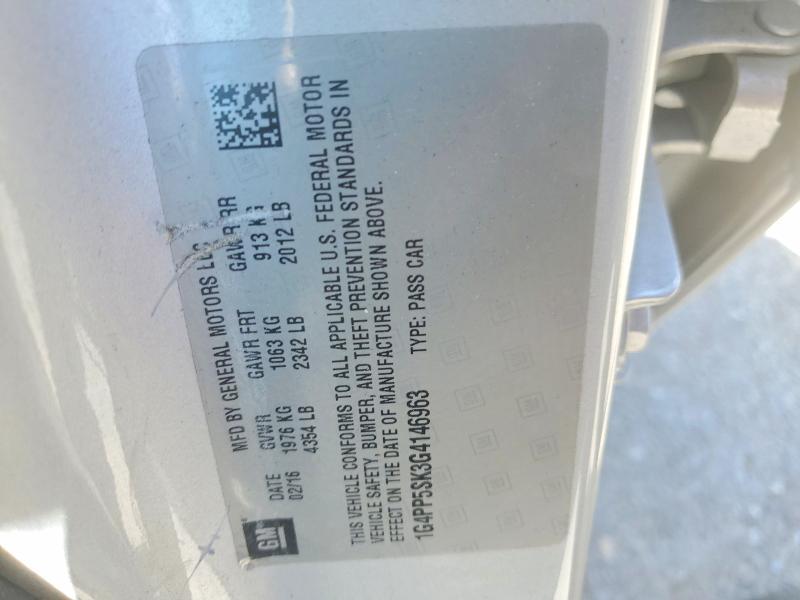 GM
MFD BY GENERAL MOTORS LLC
DATE GVWR GAWR FRT GAWR RR
02/16 1976 KG 1063 KG 913 KG
4354 LB 2342 LB 2012 LB
THIS VEHICLE CONFORMS TO ALL APPLICABLE U.S. FEDERAL MOTOR
VEHICLE SAFETY, BUMPER, AND THEFT PREVENTION STANDARDS IN
EFFECT ON THE DATE OF MANUFACTURE SHOWN ABOVE.
1G4PP5SK3G4146963 TYPE: PASS CAR